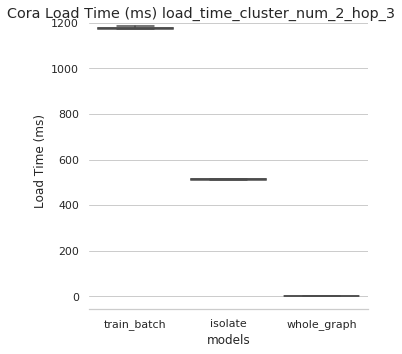 Cora Load Time (ms) load_time_cluster_num_2_hop_3
1200
1000
800
600
400
200
0
Load Time (ms)
train_batch
isolate
whole_graph
models